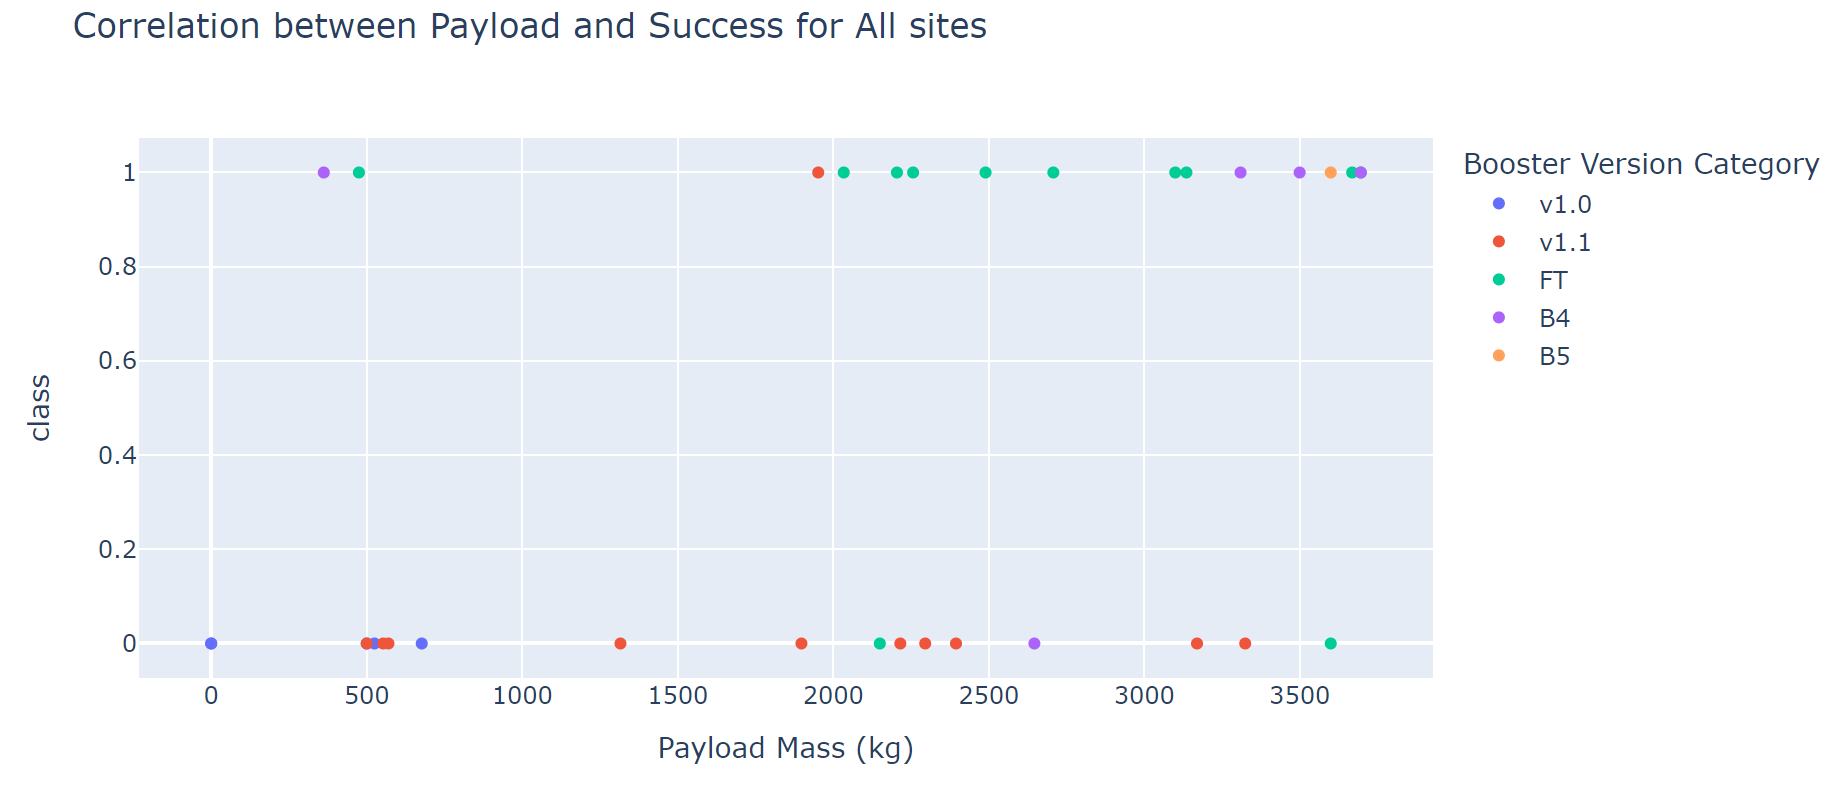 Correlation between Payload and Success for All sites
1
0.8
0.6
0.4
0.2
0
class
0 500 1000 1500 2000 2500 3000 3500
Payload Mass (kg)
Booster Version Category
v1.0
v1.1
FT
B4
B5